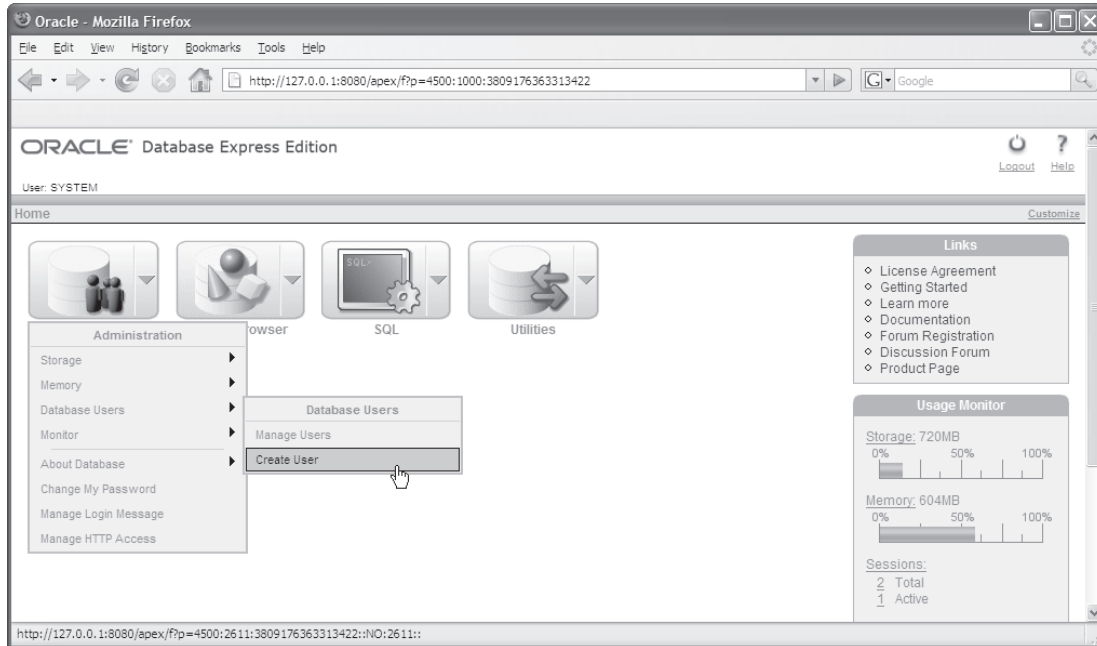 Oracle - Mozilla Firefox
File Edit View History Bookmarks Tools Help
http://127.0.0.1:8080/apex/f?p=4500:1000:3809176363313422
G Google
ORACLE Database Express Edition
Logout Help
User: SYSTEM
Home
Customize
SQL>
owser
SQL
Utilities
Administration
Storage
Memory
Database Users
Monitor
About Database
Change My Password
Manage Login Message
Manage HTTP Access
Database Users
Manage Users
Create User
Links
License Agreement
Getting Started
Learn more
Documentation
Forum Registration
Discussion Forum
Product Page
Usage Monitor
Storage: 720MB
0% 50% 100%
Memory: 604MB
0% 50% 100%
Sessions:
2 Total
1 Active
http://127.0.0.1:8080/apex/f?p=4500:2611:3809176363313422::NO:2611::